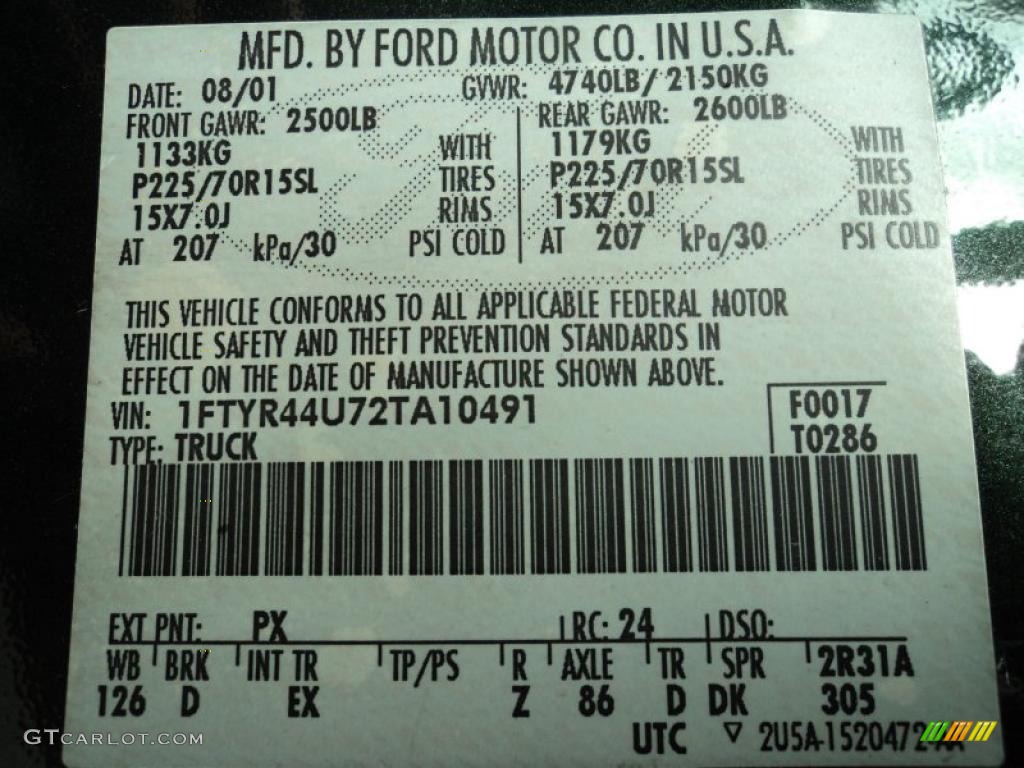 MFD. BY FORD MOTOR CO. IN U.S.A.
DATE: 08/01 GVWR: 4740LB/ 2150KG
FRONT GAWR: 2500LB REAR GAWR: 2600LB
1133KG WITH 1179KG WITH
P225/70R15SL TIRES P225/70R15SL TIRES
15X7.0J RIMS 15X7.0J RIMS
AT 207 kPa/30 PSI COLD AT 207 kPa/30 PSI COLD
THIS VEHICLE CONFORMS TO ALL APPLICABLE FEDERAL MOTOR
VEHICLE SAFETY AND THEFT PREVENTION STANDARDS IN
EFFECT ON THE DATE OF MANUFACTURE SHOWN ABOVE.
VIN: 1FTYR44U72TA10491 F0017
TYPE: TRUCK T0286
EXT PNT: PX RC: 24 DSO:
WB BRK INT TR TP/PS R AXLE TR SPR 2R31A
126 D EX Z 86 D DK 305
UTC ▽ 2U5A-1520472-AA
GTCARLOT.COM